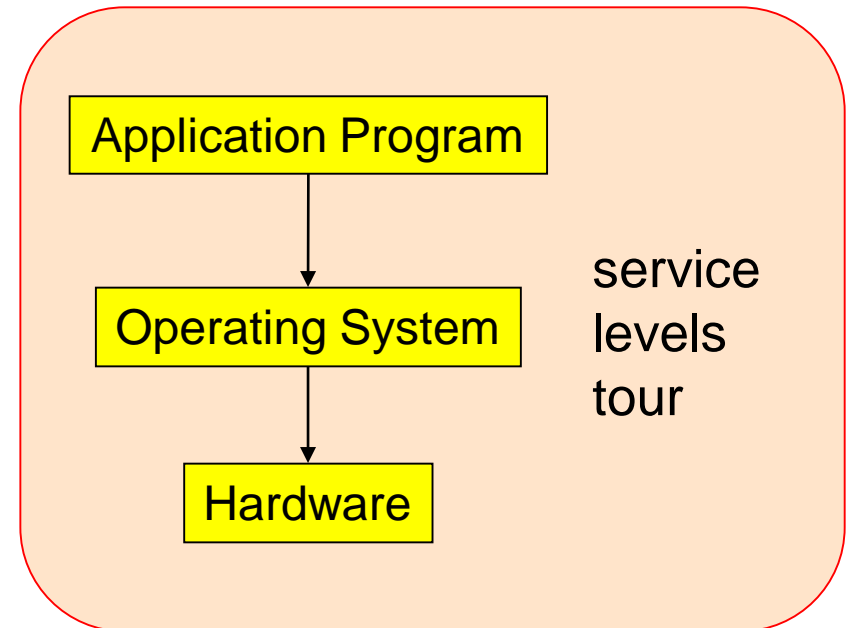 Application Program
Operating System
Hardware
service
levels
tour